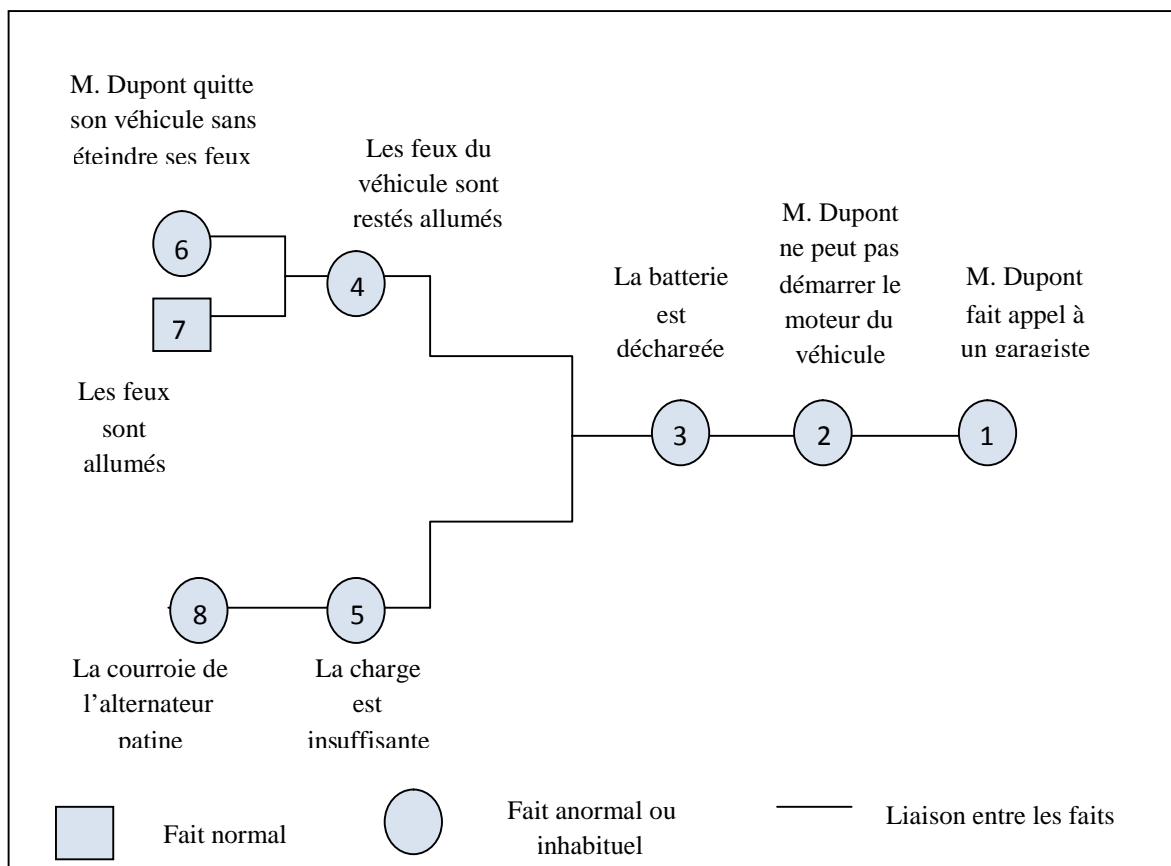 M. Dupont quitte
son véhicule sans
éteindre ses feux
Les feux du
véhicule sont
restés allumés
M. Dupont
ne peut pas
démarrer le
moteur du
véhicule
La batterie
est
déchargée
M. Dupont
fait appel à
un garagiste
6
4
7
Les feux
sont
allumés
3
2
1
8
5
La courroie de
l’alternateur
patine
La charge
est
insuffisante
Fait normal
Fait anormal ou
inhabituel
Liaison entre les faits